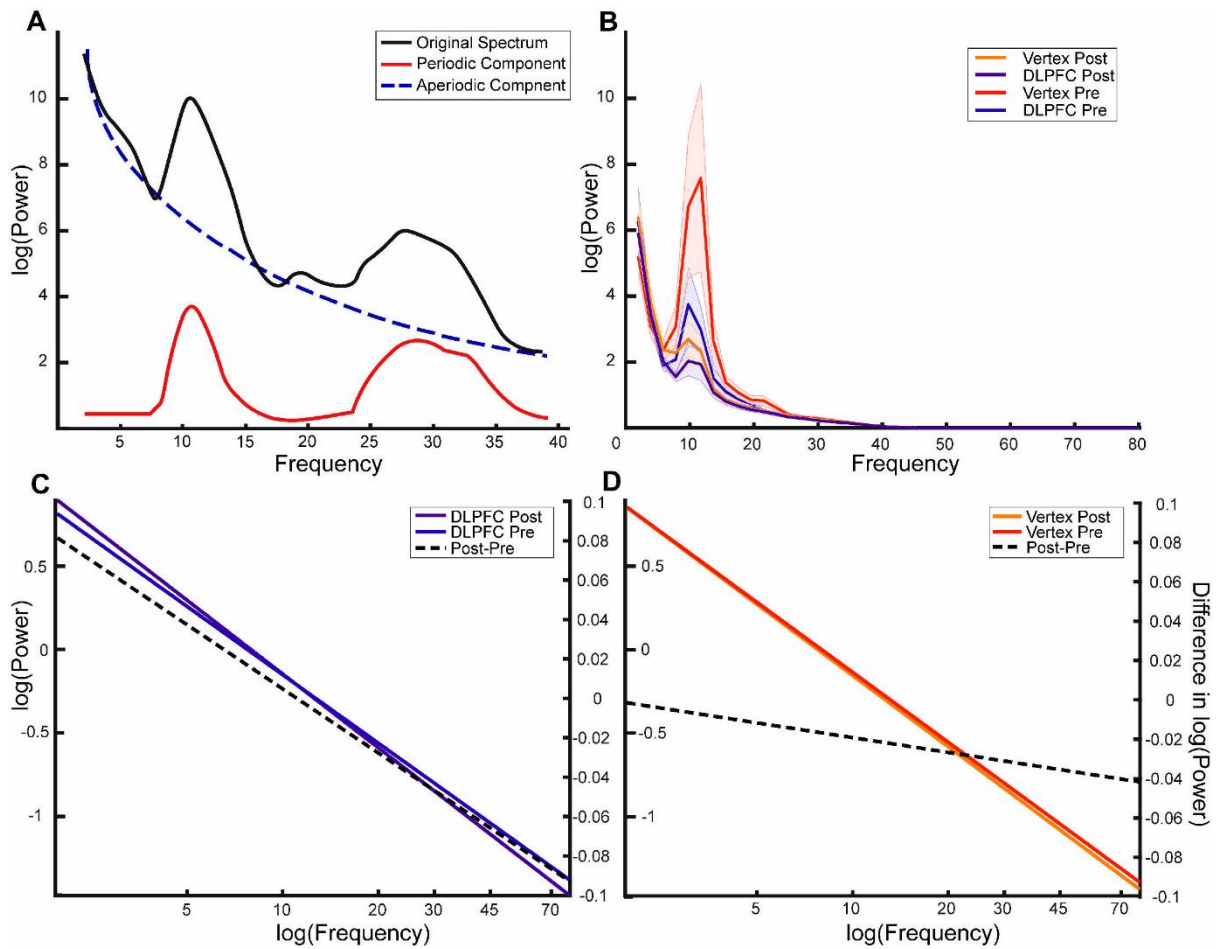 A
Original Spectrum
Periodic Component
Aperiodic Compnent
log(Power)
10
8
6
4
2
5 10 15 20 25 30 35 40
Frequency
B
Vertex Post
DLPFC Post
Vertex Pre
DLPFC Pre
log(Power)
10
8
6
4
2
0 10 20 30 40 50 60 70 80
Frequency
C
DLPFC Post
DLPFC Pre
Post-Pre
log(Power)
0.5
0
-0.5
-1
0.1
0.08
0.06
0.04
0.02
0
-0.02
-0.04
-0.06
-0.08
-0.1
5 10 20 30 45 70
log(Frequency)
D
Vertex Post
Vertex Pre
Post-Pre
0.5
0
-0.5
-1
0.1
0.08
0.06
0.04
0.02
0
-0.02
-0.04
-0.06
-0.08
-0.1
Difference in log(Power)
5 10 20 30 45 70
log(Frequency)